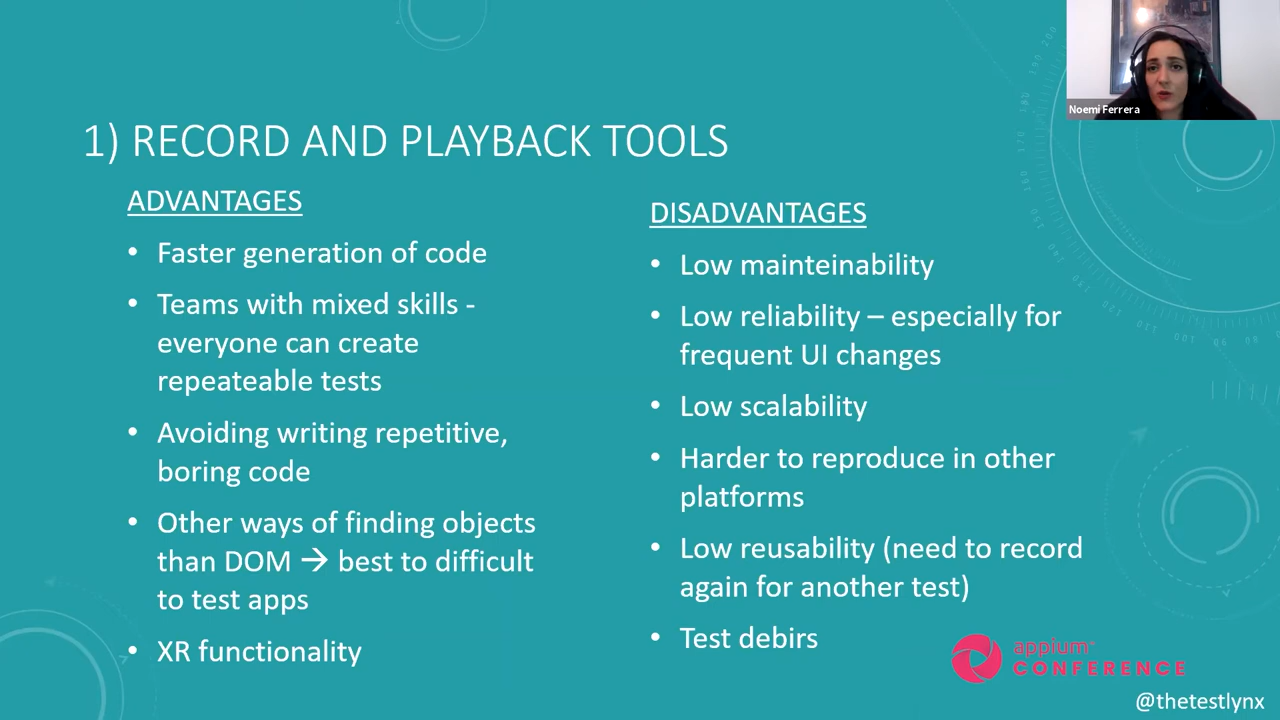 Noemi Ferrera
1) RECORD AND PLAYBACK TOOLS
ADVANTAGES
• Faster generation of code
• Teams with mixed skills -
everyone can create
repeateable tests
• Avoiding writing repetitive,
boring code
• Other ways of finding objects
than DOM → best to difficult
to test apps
• XR functionality
DISADVANTAGES
• Low mainteinability
• Low reliability – especially for
frequent UI changes
• Low scalability
• Harder to reproduce in other
platforms
• Low reusability (need to record
again for another test)
• Test debirs
appium™
CONFERENCE
@thetestlynx